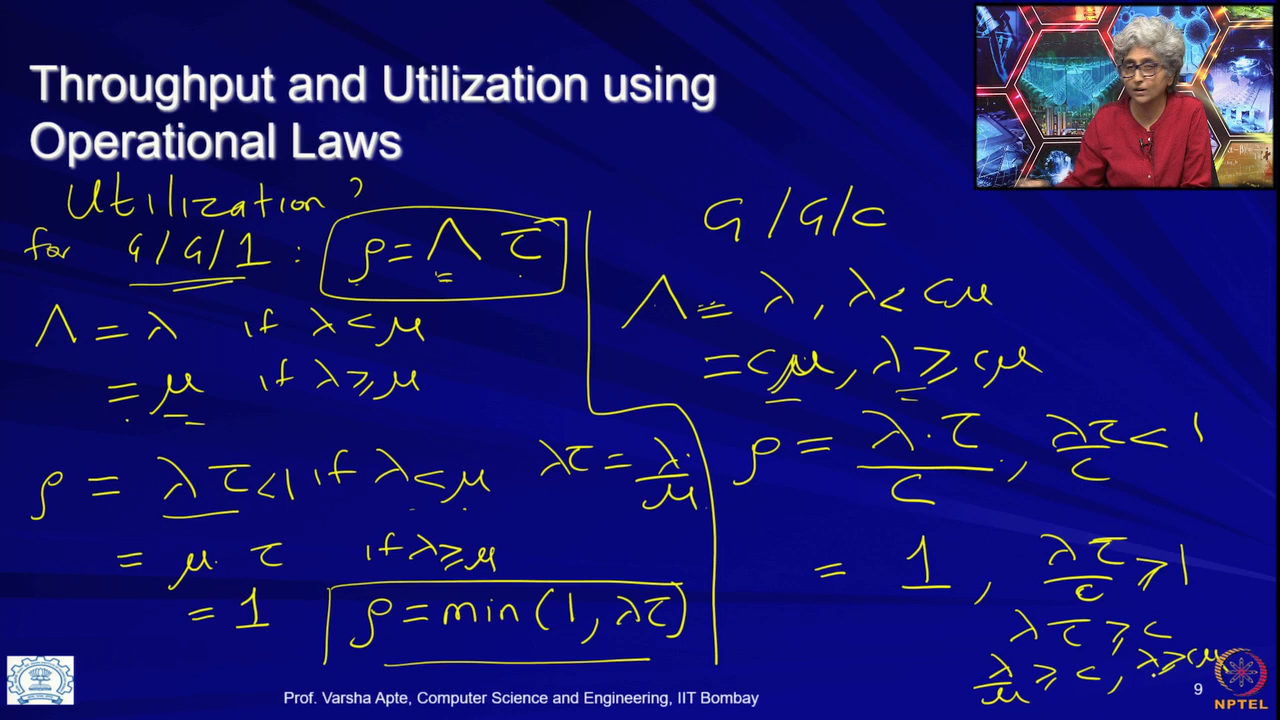 Throughput and Utilization using
Operational Laws
Utilization ?
for G/G/1 : ρ = Λ τ
Λ = λ if λ < μ
= μ if λ ⩾ μ
ρ = λ τ < 1 if λ < μ λτ = λ/μ
= μ. τ if λ ⩾ μ
= 1 ρ = min(1, λτ)
G/G/c
Λ = λ, λ < cμ
= cμ, λ ⩾ cμ
ρ = λ.τ/c, λτ/c < 1
= 1, λτ/c ⩾ 1
λτ ⩾ c
λ/μ ⩾ c, λ ⩾ cμ
Prof. Varsha Apte, Computer Science and Engineering, IIT Bombay
9
NPTEL